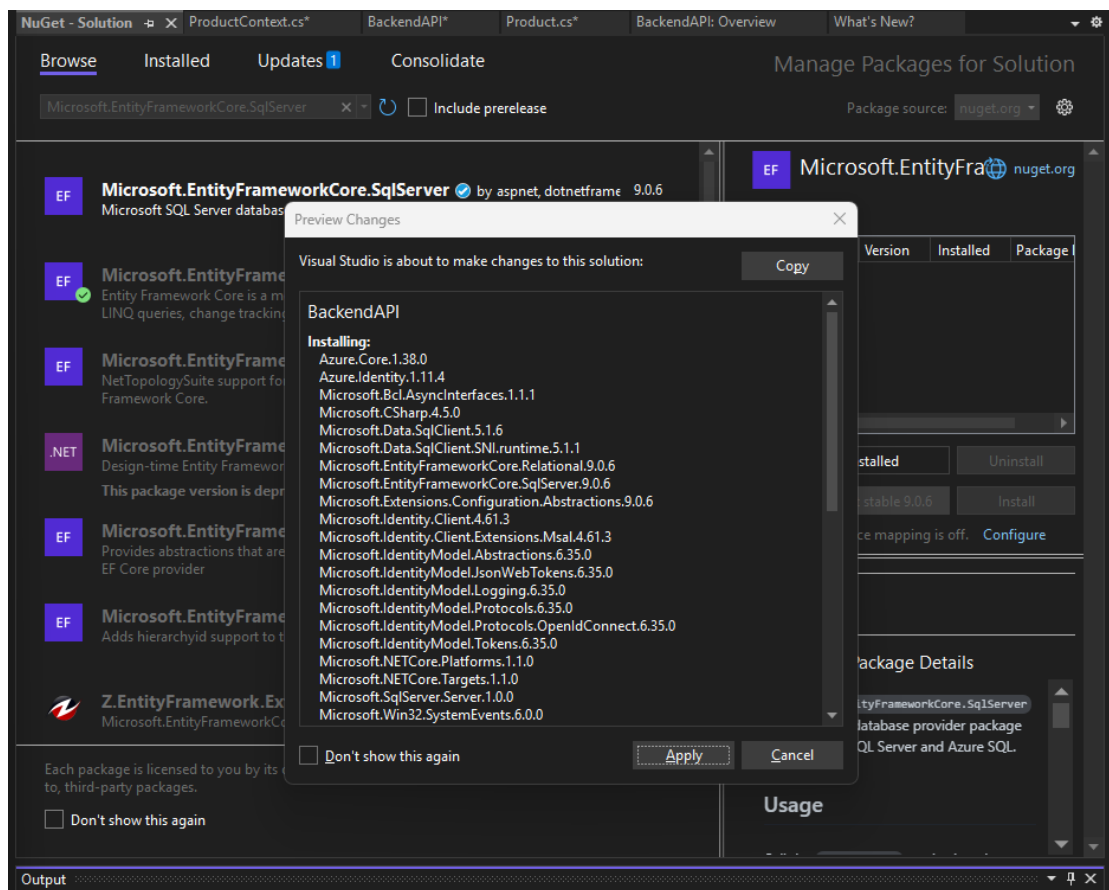 NuGet - Solution ProductContext.cs* BackendAPI* Product.cs* BackendAPI: Overview What's New?
Browse Installed Updates 1 Consolidate Manage Packages for Solution
Microsoft.EntityFrameworkCore.SqlServer Include prerelease Package source: nuget.org
EF Microsoft.EntityFrameworkCore.SqlServer by aspnet, dotnetframe 9.0.6
Microsoft SQL Server databas
EF Microsoft.EntityFrame
Entity Framework Core is a m
LINQ queries, change tracking
EF Microsoft.EntityFrame
NetTopologySuite support fo
Framework Core.
.NET Microsoft.EntityFrame
Design-time Entity Framewor
This package version is depr
EF Microsoft.EntityFrame
Provides abstractions that are
EF Core provider
EF Microsoft.EntityFrame
Adds hierarchyid support to t
Z.EntityFramework.Ex
Microsoft.EntityFrameworkCo
Each package is licensed to you by its
to, third-party packages.
Don't show this again
Preview Changes
Visual Studio is about to make changes to this solution:
Copy
BackendAPI
Installing:
Azure.Core.1.38.0
Azure.Identity.1.11.4
Microsoft.Bcl.AsyncInterfaces.1.1.1
Microsoft.CSharp.4.5.0
Microsoft.Data.SqlClient.5.1.6
Microsoft.Data.SqlClient.SNI.runtime.5.1.1
Microsoft.EntityFrameworkCore.Relational.9.0.6
Microsoft.EntityFrameworkCore.SqlServer.9.0.6
Microsoft.Extensions.Configuration.Abstractions.9.0.6
Microsoft.Identity.Client.4.61.3
Microsoft.Identity.Client.Extensions.Msal.4.61.3
Microsoft.IdentityModel.Abstractions.6.35.0
Microsoft.IdentityModel.JsonWebTokens.6.35.0
Microsoft.IdentityModel.Logging.6.35.0
Microsoft.IdentityModel.Protocols.6.35.0
Microsoft.IdentityModel.Protocols.OpenIdConnect.6.35.0
Microsoft.IdentityModel.Tokens.6.35.0
Microsoft.NETCore.Platforms.1.1.0
Microsoft.NETCore.Targets.1.1.0
Microsoft.SqlServer.Server.1.0.0
Microsoft.Win32.SystemEvents.6.0.0
Don't show this again Apply Cancel
EF Microsoft.EntityFra nuget.org
Version Installed Package
stalled Uninstall
stable 9.0.6 Install
ce mapping is off. Configure
Package Details
ityFrameworkCore.SqlServer
database provider package
QL Server and Azure SQL.
Usage
Output